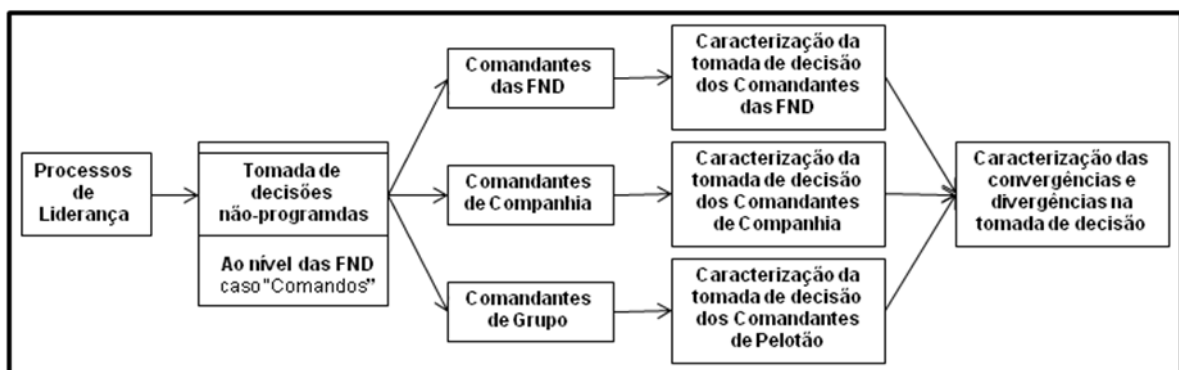 Processos
de
Liderança
Tomada de
decisões
não-programdas
Ao nível das FND
caso "Comandos”
Comandantes
das FND
Caracterização da
tomada de decisão
dos Comandantes
das FND
Comandantes
de Companhia
Caracterização da
tomada de decisão
dos Comandantes
de Companhia
Comandantes
de Grupo
Caracterização da
tomada de decisão
dos Comandantes
de Pelotão
Caracterização das
convergências e
divergências na
tomada de decisão